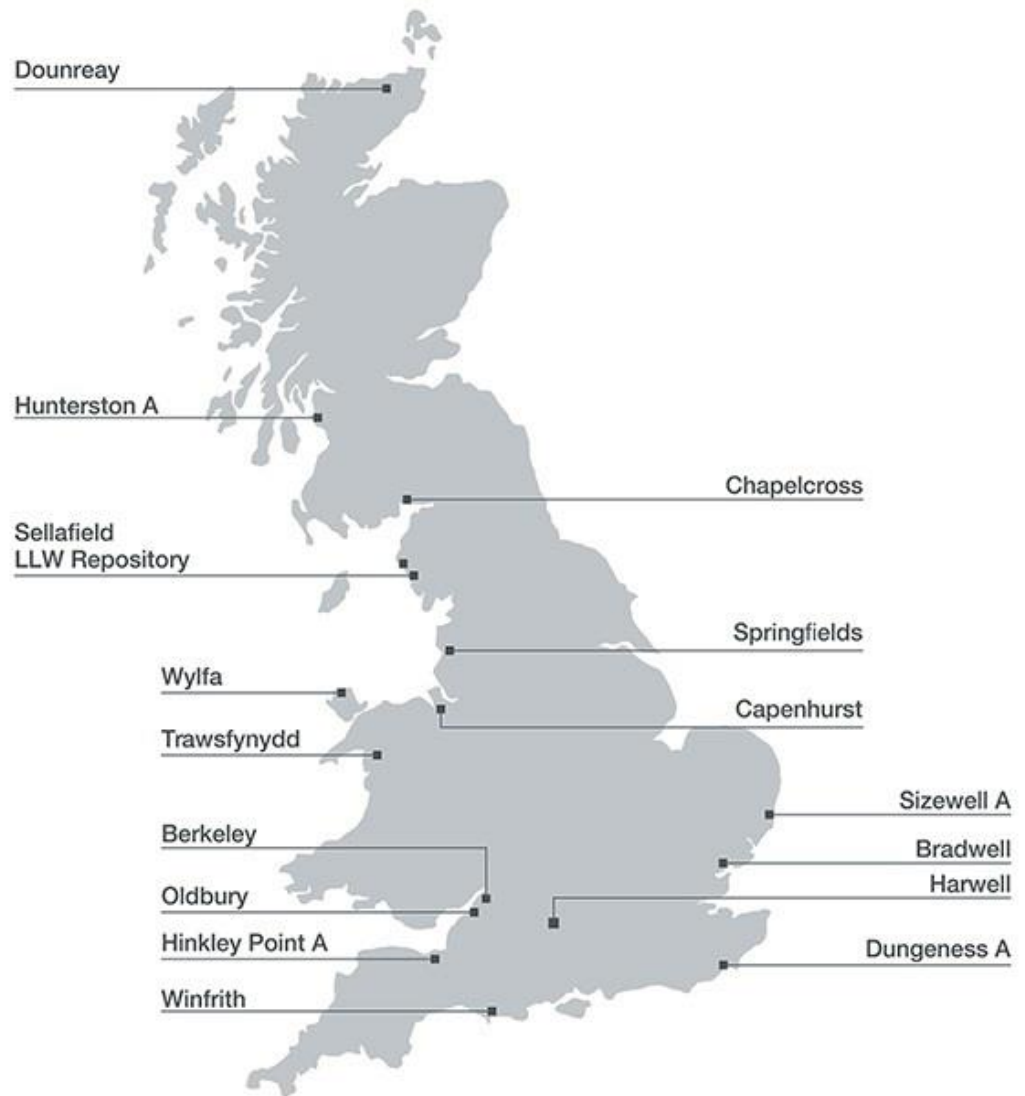 Dounreay
Hunterston A
Chapelcross
Sellafield
LLW Repository
Springfields
Wylfa
Capenhurst
Trawsfynydd
Sizewell A
Berkeley
Bradwell
Harwell
Oldbury
Hinkley Point A
Dungeness A
Winfrith